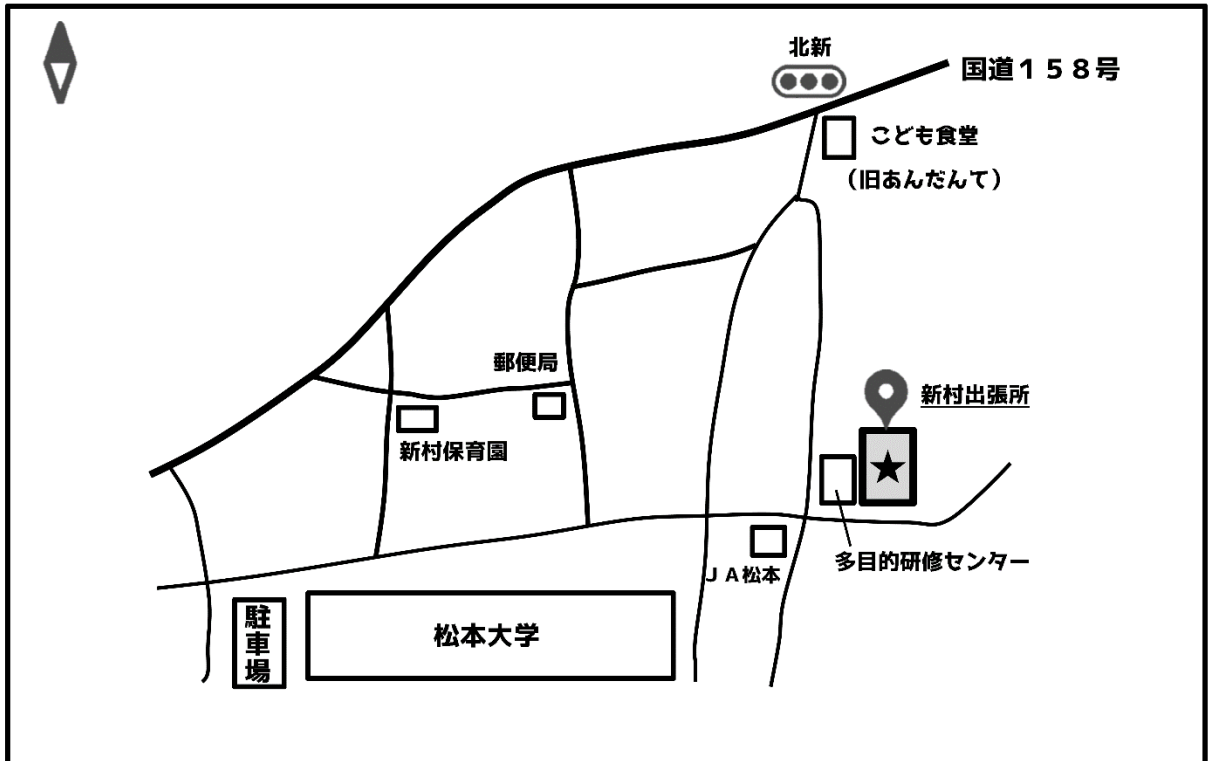 北新
国道１５８号
こども食堂
（旧あんだんて）
郵便局
新村出張所
新村保育園
多目的研修センター
ＪＡ松本
駐車場
松本大学